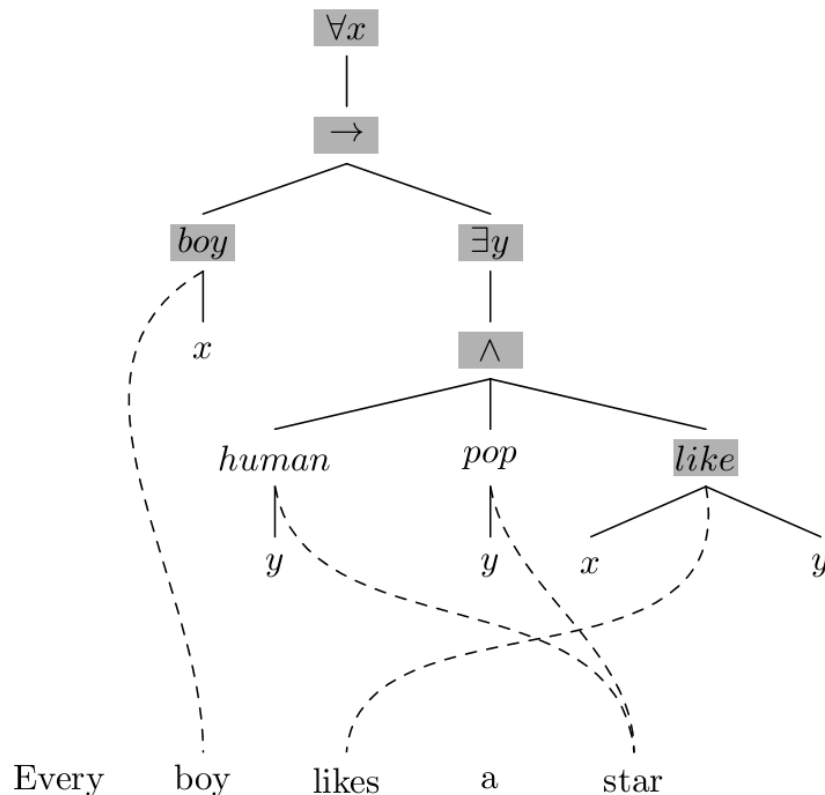 ∀x
→
boy ∃y
x ∧
human pop like
y y x y
Every boy likes a star